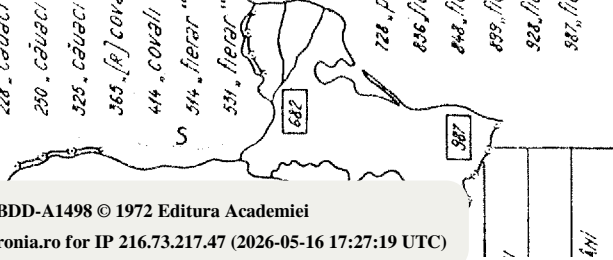 228 „căuaci
250 „căuaci
325 „căuaci
365 „[R] cova
414 „covali
514 „fierar"
531 „fierar
728 „p
836 „fi
848 „fi
899 „fi
928 „fi
987 „fi
682
987
S
BDD-A1498 © 1972 Editura Academiei
ronia.ro for IP 216.73.217.47 (2026-05-16 17:27:19 UTC)